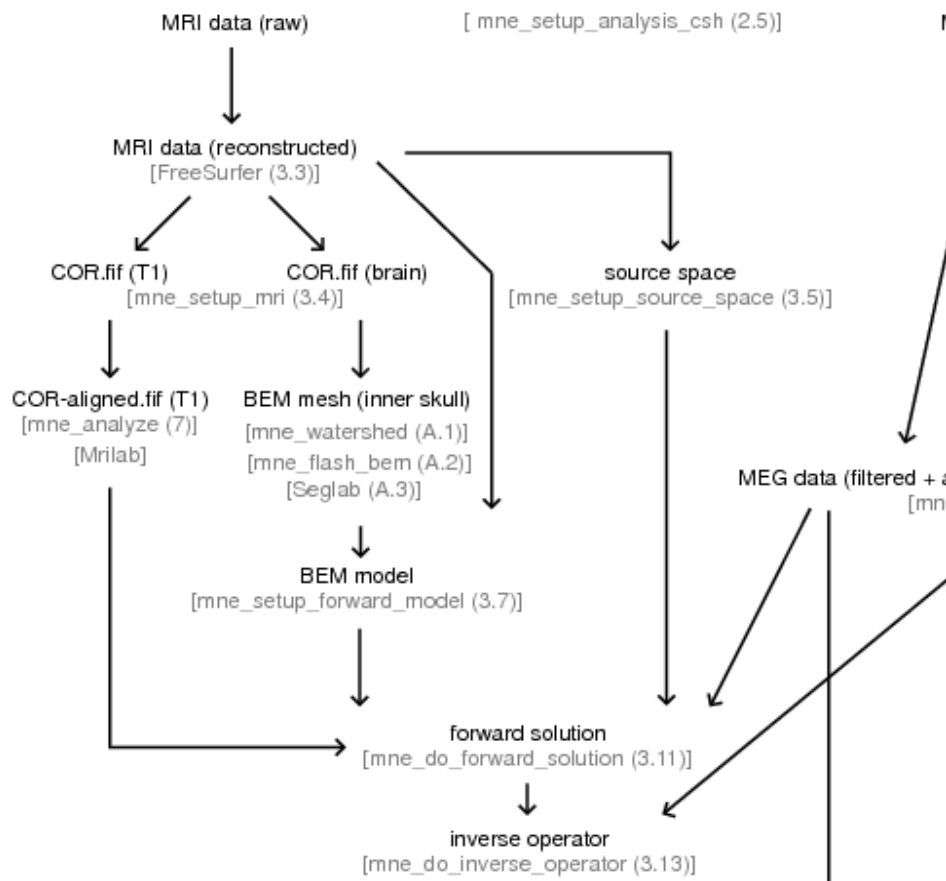 MRI data (raw)
[ mne_setup_analysis_csh (2.5)]
MRI data (reconstructed)
[FreeSurfer (3.3)]
COR.fif (T1)
COR.fif (brain)
[mne_setup_mri (3.4)]
source space
[mne_setup_source_space (3.5)]
COR-aligned.fif (T1)
[mne_analyze (7)]
[Mrilab]
BEM mesh (inner skull)
[mne_watershed (A.1)]
[mne_flash_bem (A.2)]
[Seglab (A.3)]
MEG data (filtered +
[mn
BEM model
[mne_setup_forward_model (3.7)]
forward solution
[mne_do_forward_solution (3.11)]
inverse operator
[mne_do_inverse_operator (3.13)]